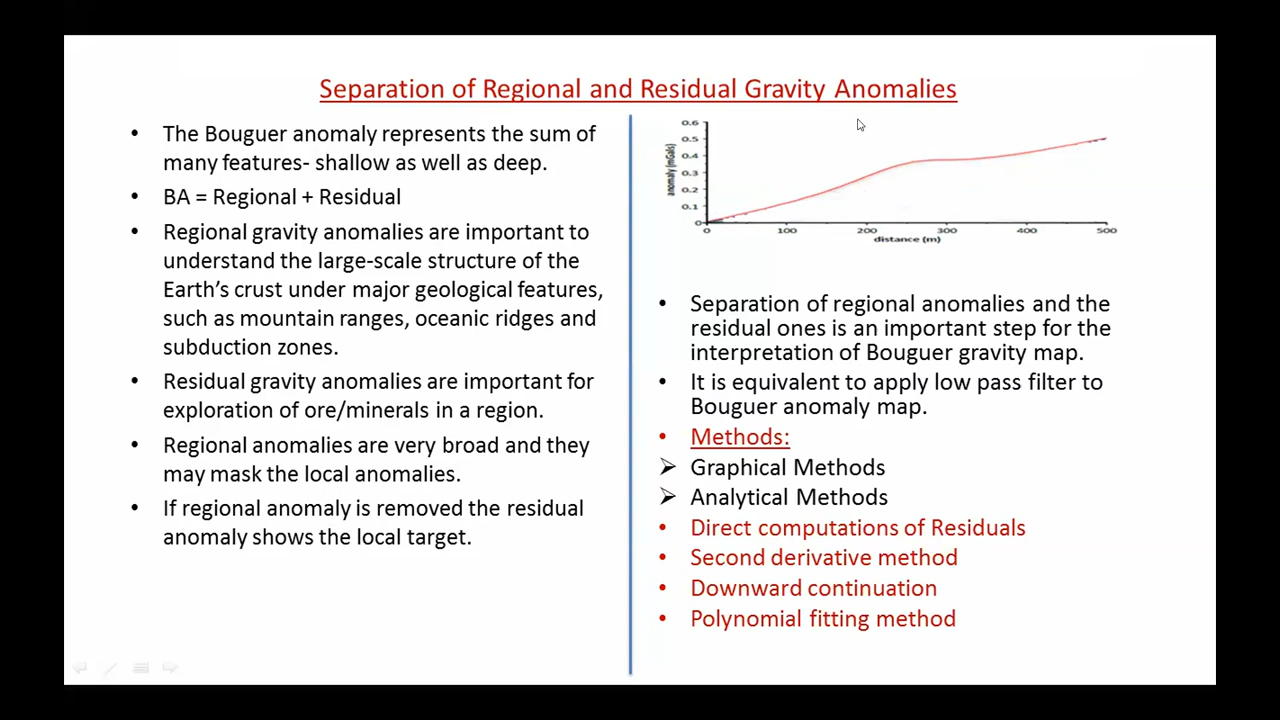 Separation of Regional and Residual Gravity Anomalies
• The Bouguer anomaly represents the sum of
many features- shallow as well as deep.
• BA = Regional + Residual
• Regional gravity anomalies are important to
understand the large-scale structure of the
Earth's crust under major geological features,
such as mountain ranges, oceanic ridges and
subduction zones.
• Residual gravity anomalies are important for
exploration of ore/minerals in a region.
• Regional anomalies are very broad and they
may mask the local anomalies.
• If regional anomaly is removed the residual
anomaly shows the local target.
anomaly (mGals)
0.6
0.5
0.4
0.3
0.2
0.1
0
0 100 200 300 400 500
distance (m)
• Separation of regional anomalies and the
residual ones is an important step for the
interpretation of Bouguer gravity map.
• It is equivalent to apply low pass filter to
Bouguer anomaly map.
• Methods:
➢ Graphical Methods
➢ Analytical Methods
• Direct computations of Residuals
• Second derivative method
• Downward continuation
• Polynomial fitting method